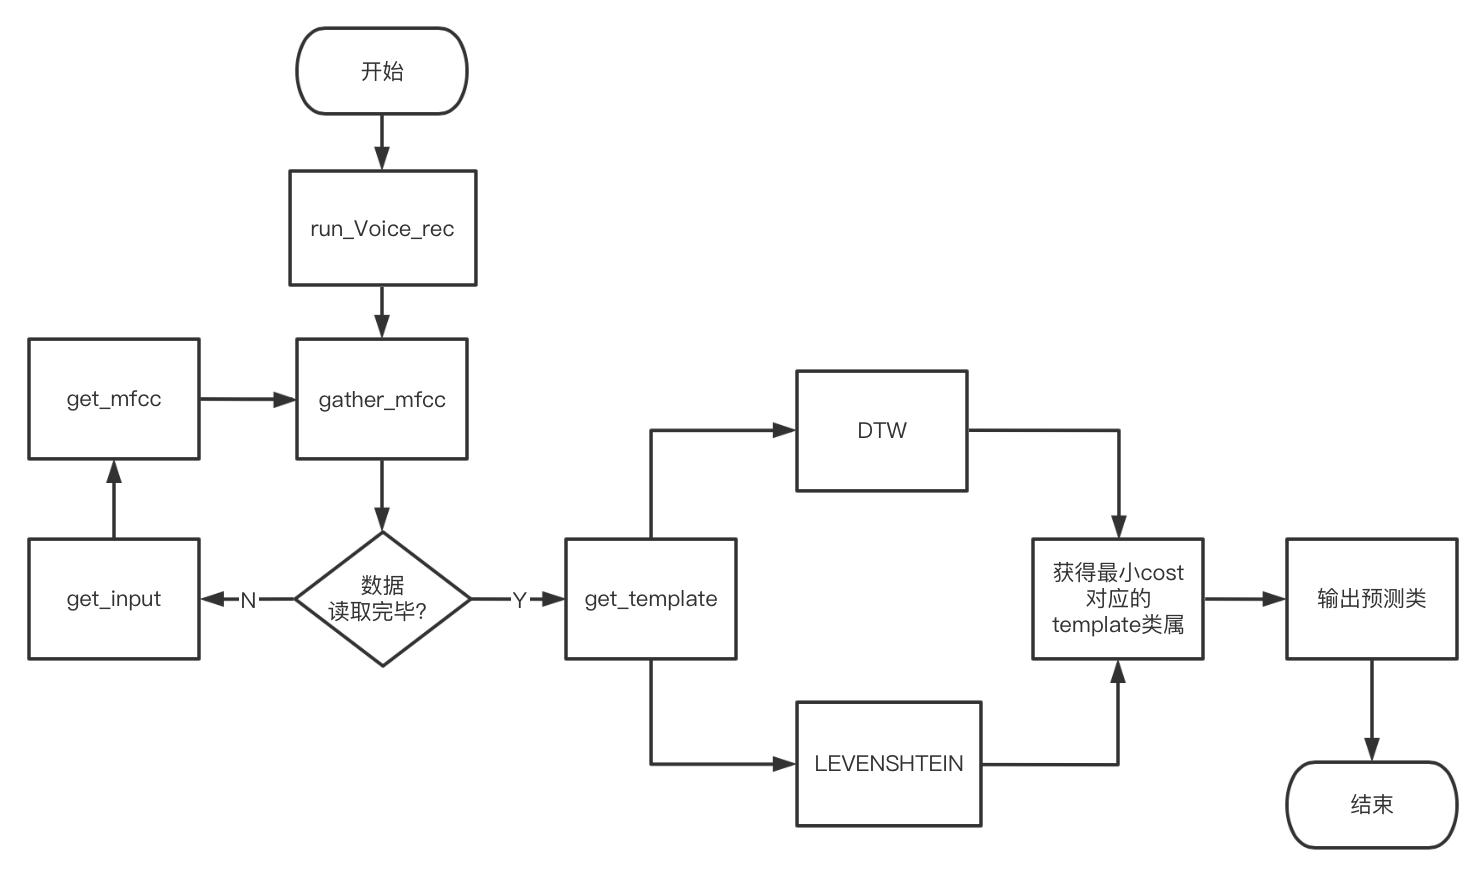 开始
run_Voice_rec
get_mfcc
gather_mfcc
get_input
N
数据
读取完毕?
Y
get_template
DTW
LEVENSHTEIN
获得最小cost
对应的
template类属
输出预测类
结束